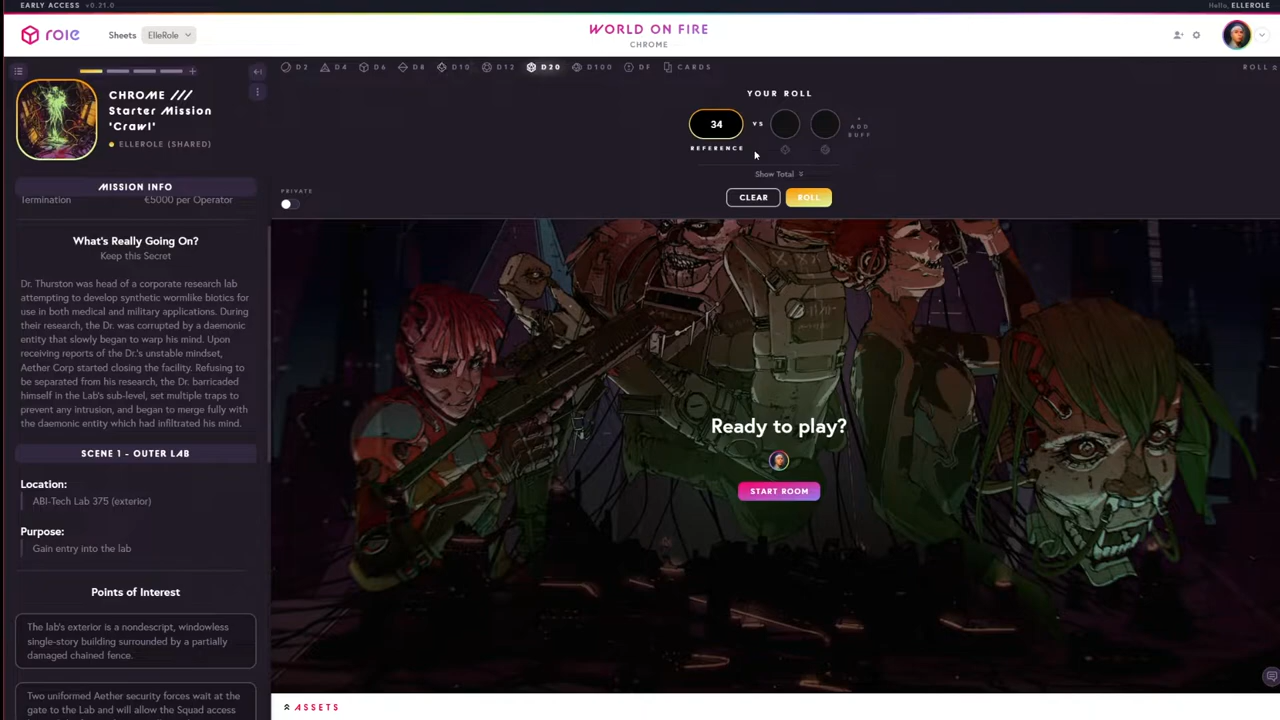 EARLY ACCESS v0.31.0
Hello, ELLEROLE
role
Sheets
ElleRole
WORLD ON FIRE
CHROME
D2
D4
D6
D8
D10
D12
D20
D100
DF
CARDS
ROLL
YOUR ROLL
34
VS
+
ADD
BUFF
REFERENCE
Show Total
CLEAR
ROLL
PRIVATE
CHROME ///
Starter Mission
'Crawl'
ELLEROLE (SHARED)
MISSION INFO
Termination €5000 per Operator
What's Really Going On?
Keep this Secret
Dr. Thurston was head of a corporate research lab
attempting to develop synthetic wormlike biotics for
use in both medical and military applications. During
their research, the Dr. was corrupted by a daemonic
entity that slowly began to warp his mind. Upon
receiving reports of the Dr.'s unstable mindset,
Aether Corp started closing the facility. Refusing to
be separated from his research, the Dr. barricaded
himself in the Lab's sub-level, set multiple traps to
prevent any intrusion, and began to merge fully with
the daemonic entity which had infiltrated his mind.
SCENE 1 - OUTER LAB
Location:
ABI-Tech Lab 375 (exterior)
Purpose:
Gain entry into the lab
Points of Interest
The lab's exterior is a nondescript, windowless
single-story building surrounded by a partially
damaged chained fence.
Two uniformed Aether security forces wait at the
gate to the Lab and will allow the Squad access
Ready to play?
START ROOM
ASSETS